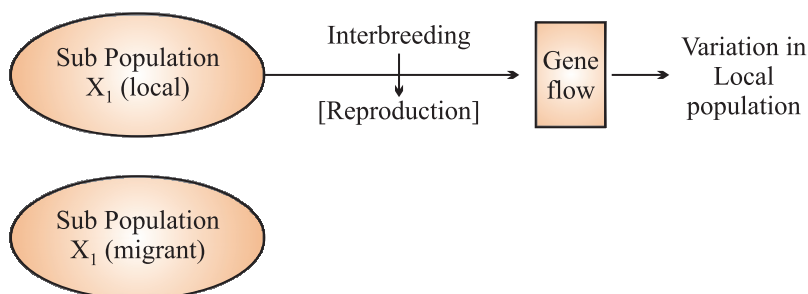 Sub Population
X₁ (local)
Interbreeding
[Reproduction]
Gene
flow
Variation in
Local
population
Sub Population
X₁ (migrant)